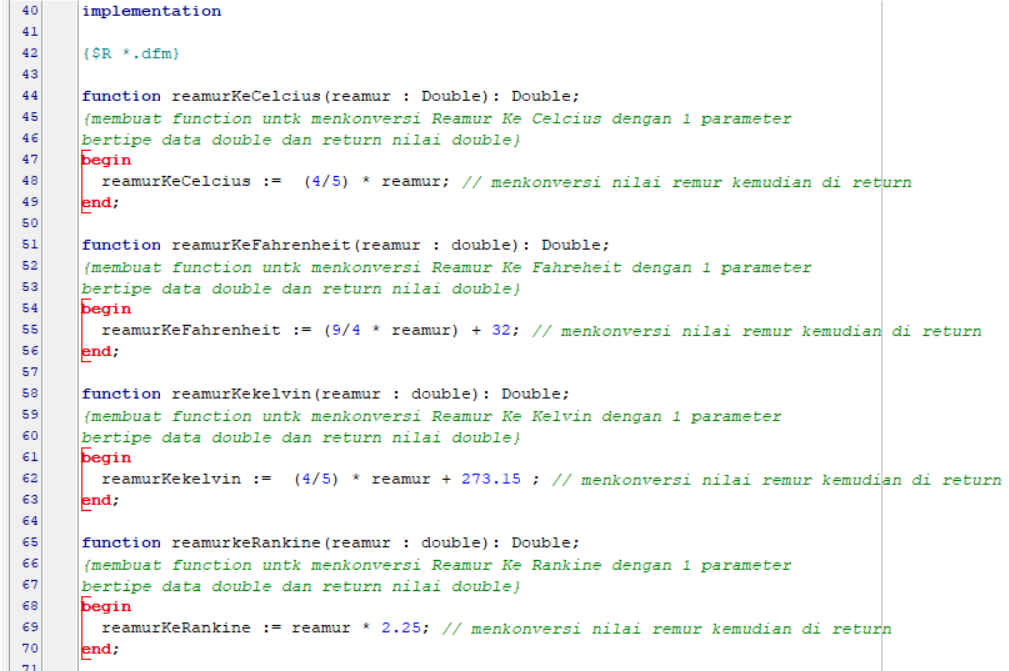 40 implementation
41
42 {$R *.dfm}
43
44 function reamurKeCelcius(reamur : Double): Double;
45 {membuat function untk menkonversi Reamur Ke Celcius dengan 1 parameter
46 bertipe data double dan return nilai double}
47 begin
48 reamurKeCelcius :=  (4/5) * reamur; // menkonversi nilai remur kemudian di return
49 end;
50
51 function reamurKeFahrenheit(reamur : double): Double;
52 {membuat function untk menkonversi Reamur Ke Fahreheit dengan 1 parameter
53 bertipe data double dan return nilai double}
54 begin
55 reamurKeFahrenheit := (9/4 * reamur) + 32; // menkonversi nilai remur kemudian di return
56 end;
57
58 function reamurKekelvin(reamur : double): Double;
59 {membuat function untk menkonversi Reamur Ke Kelvin dengan 1 parameter
60 bertipe data double dan return nilai double}
61 begin
62 reamurKekelvin :=  (4/5) * reamur + 273.15 ; // menkonversi nilai remur kemudian di return
63 end;
64
65 function reamurkeRankine(reamur : double): Double;
66 {membuat function untk menkonversi Reamur Ke Rankine dengan 1 parameter
67 bertipe data double dan return nilai double}
68 begin
69 reamurKeRankine := reamur * 2.25; // menkonversi nilai remur kemudian di return
70 end;
71